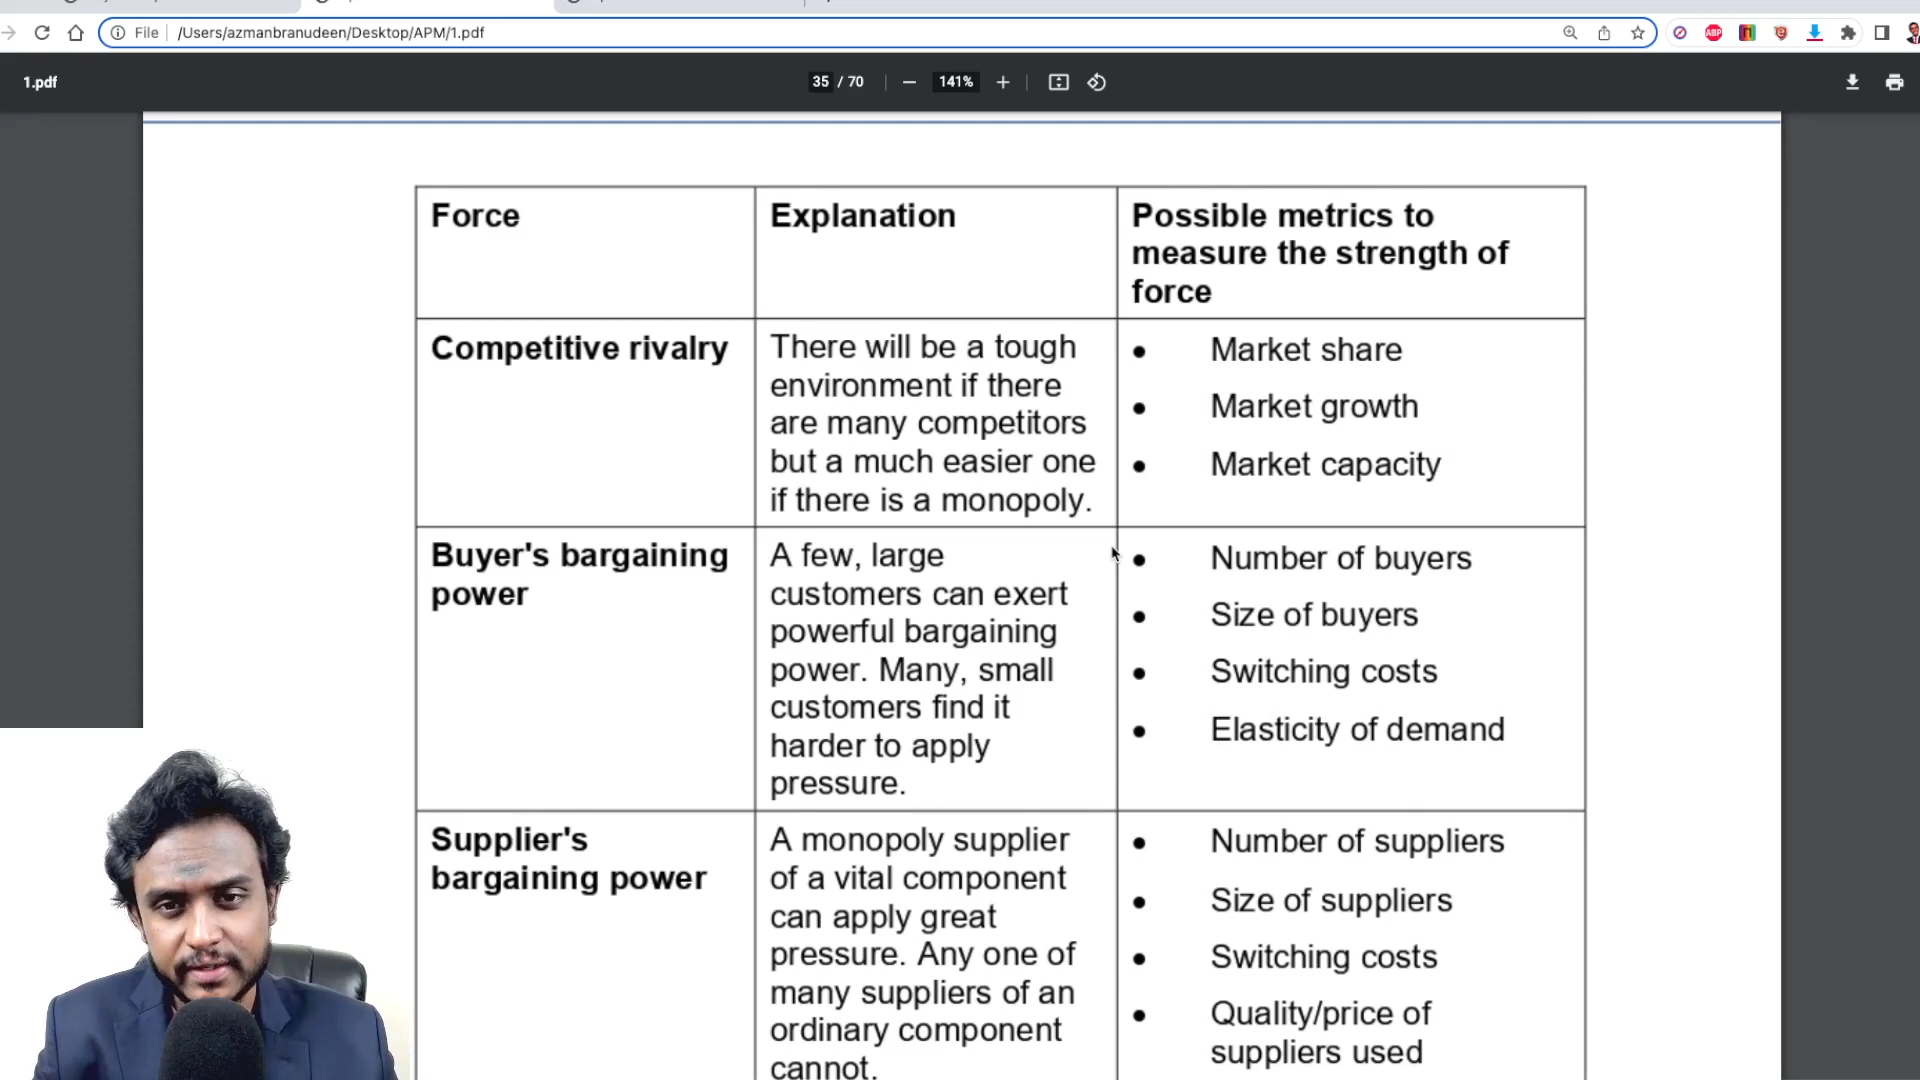 File /Users/azmanbranudeen/Desktop/APM/1.pdf
ABP
1.pdf
35 / 70
141%
Force
Explanation
Possible metrics to
measure the strength of
force
Competitive rivalry
There will be a tough
environment if there
are many competitors
but a much easier one
if there is a monopoly.
• Market share
• Market growth
• Market capacity
Buyer's bargaining
power
A few, large
customers can exert
powerful bargaining
power. Many, small
customers find it
harder to apply
pressure.
• Number of buyers
• Size of buyers
• Switching costs
• Elasticity of demand
Supplier's
bargaining power
A monopoly supplier
of a vital component
can apply great
pressure. Any one of
many suppliers of an
ordinary component
cannot.
• Number of suppliers
• Size of suppliers
• Switching costs
• Quality/price of
suppliers used